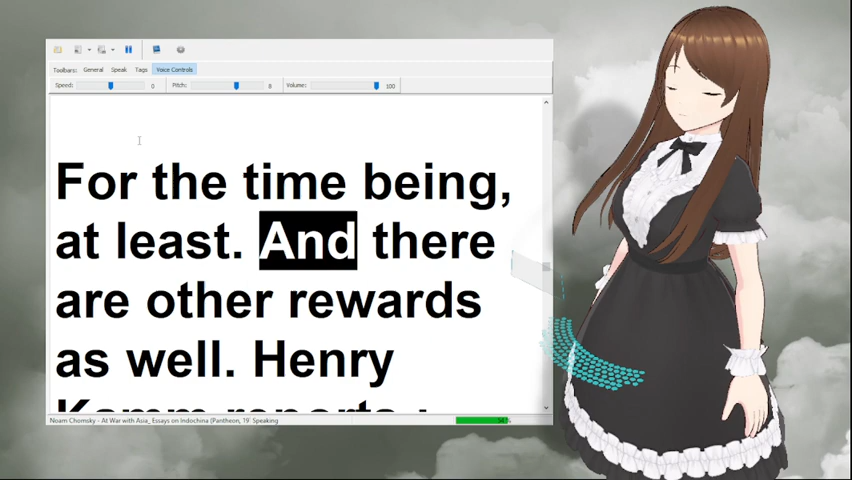 Toolbars: General Speak Tags Voice Controls
Speed: 0 Pitch: 8 Volume: 100
For the time being,
at least. And there
are other rewards
as well. Henry
Kamm reports :
Noam Chomsky - At War with Asia_ Essays on Indochina (Pantheon, 19 Speaking